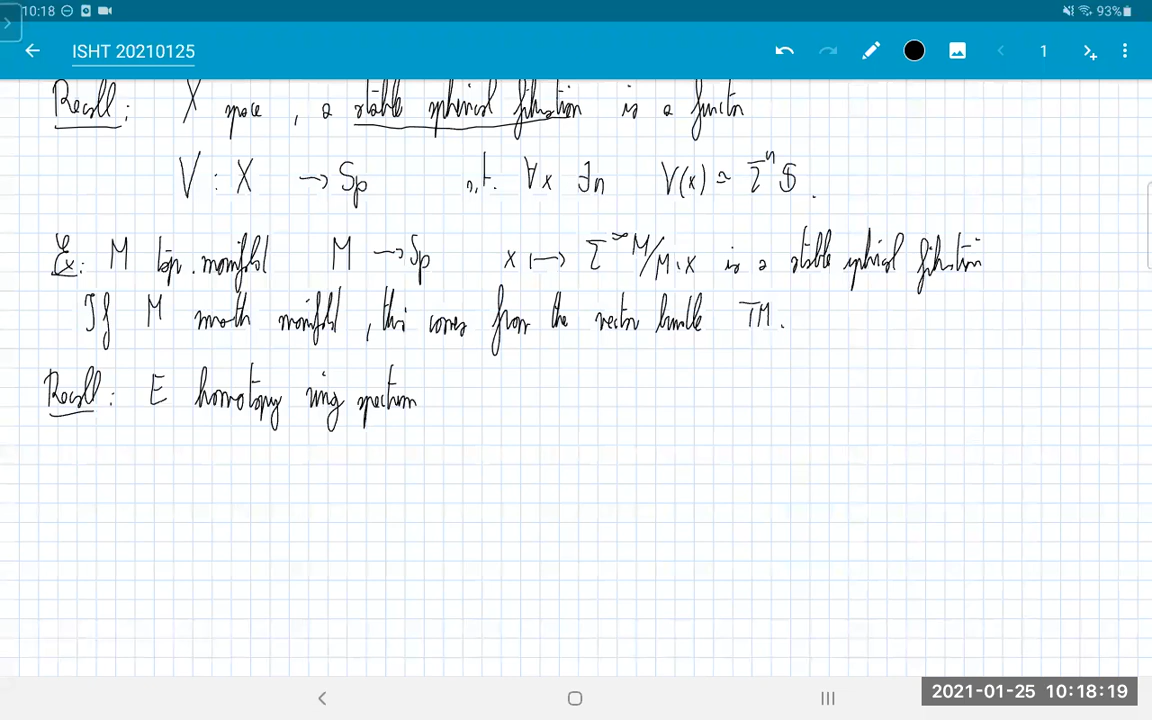 10:18 93%
ISHT 20210125 1
Recall: X space, a stable spherical fibration is a functor
V : X → Sp s.t. ∀x ∃n V(x) ≃ Σⁿ 𝕊.
Ex: M top. manifold M → Sp x ↦ Σ^∞ M/M∖x is a stable spherical fibration
If M smooth manifold, this comes from the vector bundle TM.
Recall: E homotopy ring spectrum
2021-01-25 10:18:19